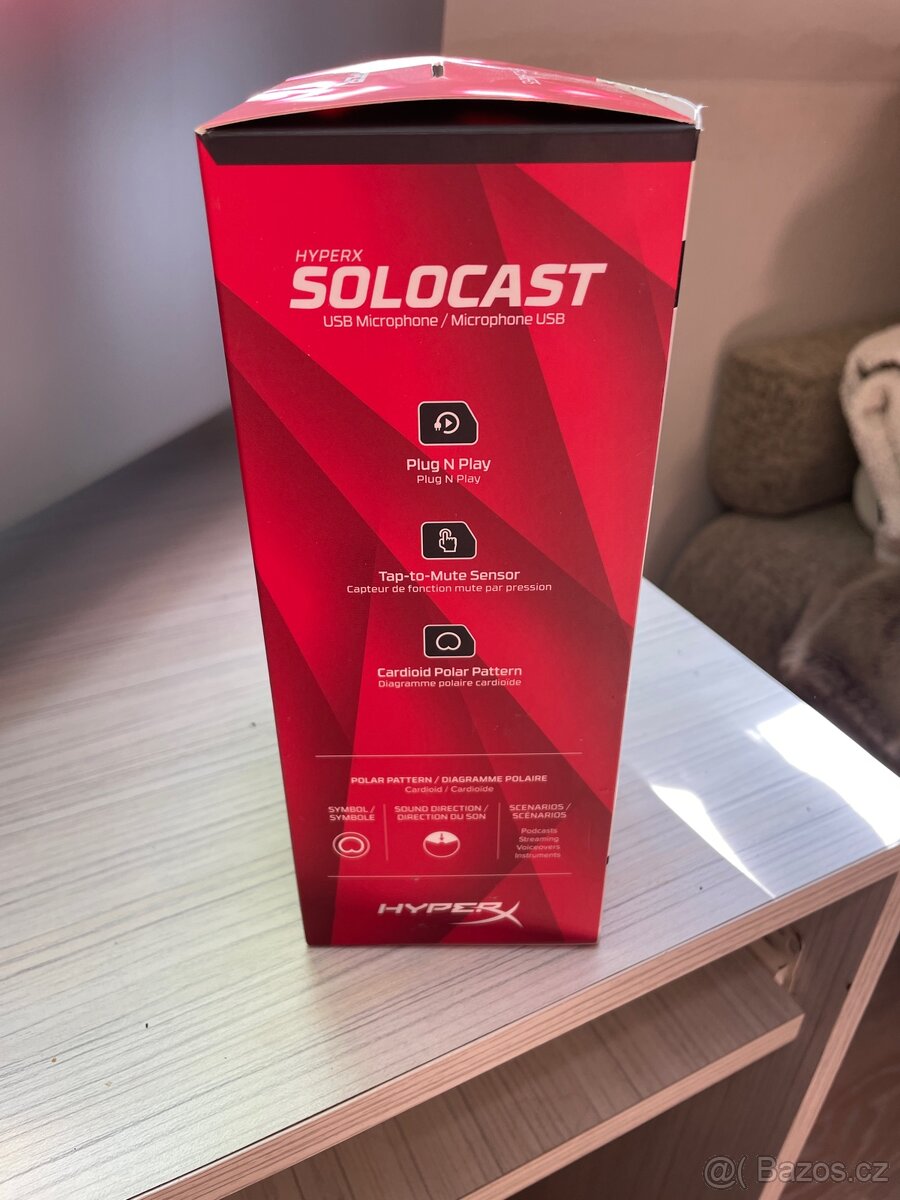 HYPERX
SOLOCAST
USB Microphone / Microphone USB
Plug N Play
Plug N Play
Tap-to-Mute Sensor
Capteur de fonction mute par pression
Cardioid Polar Pattern
Diagramme polaire cardioïde
POLAR PATTERN / DIAGRAMME POLAIRE
Cardioid / Cardioïde
SYMBOL /
SYMBOLE
SOUND DIRECTION /
DIRECTION DU SON
SCENARIOS /
SCÉNARIOS
Podcasts
Streaming
Voiceovers
Instruments
HYPERX
@( Bazos.cz